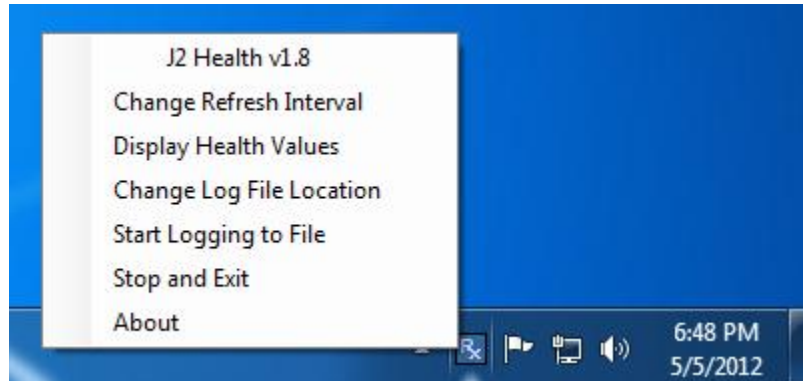 J2 Health v1.8
Change Refresh Interval
Display Health Values
Change Log File Location
Start Logging to File
Stop and Exit
About
Rx
6:48 PM
5/5/2012